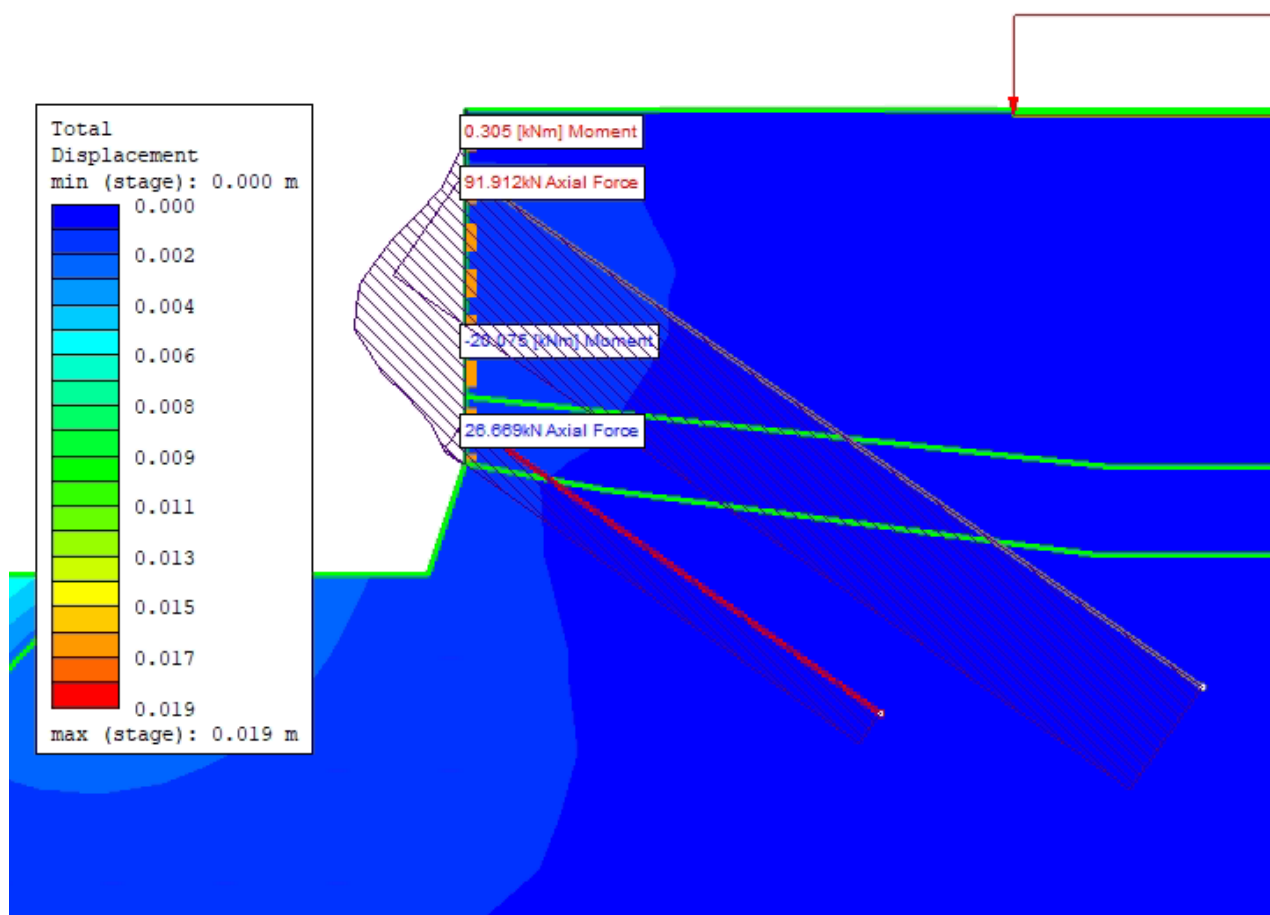 Total
Displacement
min (stage): 0.000 m
0.000
0.002
0.004
0.006
0.008
0.009
0.011
0.013
0.015
0.017
0.019
max (stage): 0.019 m
0.305 [kNm] Moment
91.912kN Axial Force
-20.075 [kNm] Moment
26.669kN Axial Force